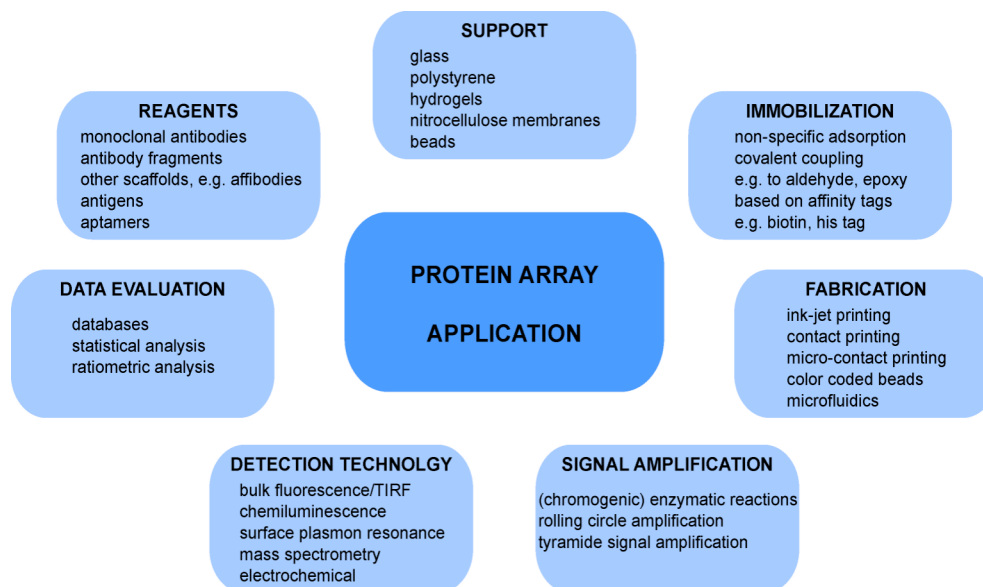 SUPPORT
glass
polystyrene
hydrogels
nitrocellulose membranes
beads
REAGENTS
monoclonal antibodies
antibody fragments
other scaffolds, e.g. affibodies
antigens
aptamers
IMMOBILIZATION
non-specific adsorption
covalent coupling
e.g. to aldehyde, epoxy
based on affinity tags
e.g. biotin, his tag
PROTEIN ARRAY
APPLICATION
DATA EVALUATION
databases
statistical analysis
ratiometric analysis
FABRICATION
ink-jet printing
contact printing
micro-contact printing
color coded beads
microfluidics
DETECTION TECHNOLGY
bulk fluorescence/TIRF
chemiluminescence
surface plasmon resonance
mass spectrometry
electrochemical
SIGNAL AMPLIFICATION
(chromogenic) enzymatic reactions
rolling circle amplification
tyramide signal amplification